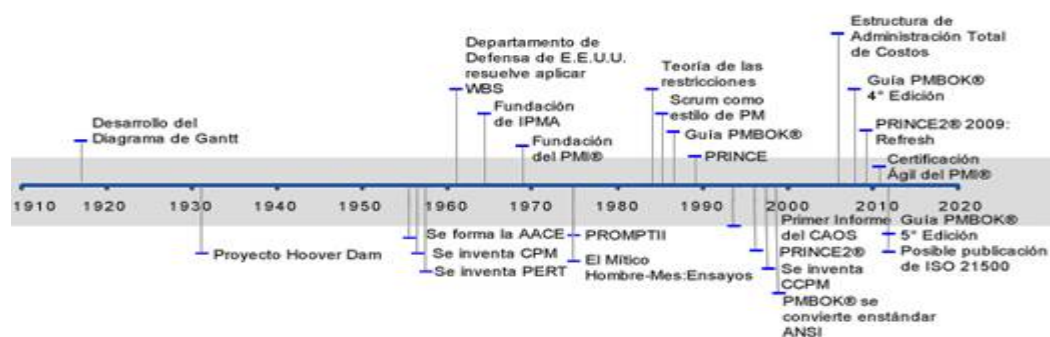 Desarrollo del
Diagrama de Gantt
Departamento de
Defensa de E.E.U.U.
resuelve aplicar
WBS
Fundación
de IPMA
Fundación
del PMI®
Teoría de las
restricciones
Scrum como
estilo de PM
Guía PMBOK®
PRINCE
Estructura de
Administración Total
de Costos
Guía PMBOK®
4° Edición
PRINCE2® 2009:
Refresh
Certificación
Ágil del PMI®
1910 1920 1930 1940 1950 1960 1970 1980 1990 2000 2010 2020
Proyecto Hoover Dam
Se forma la AACE
Se inventa CPM
Se inventa PERT
PROMPTII
El Mítico
Hombre-Mes:Ensayos
Primer Informe
del CAOS
PRINCE2®
Se inventa
CCPM
PMBOK® se
convierte enstándar
ANSI
Guía PMBOK®
5° Edición
Posible publicación
de ISO 21500